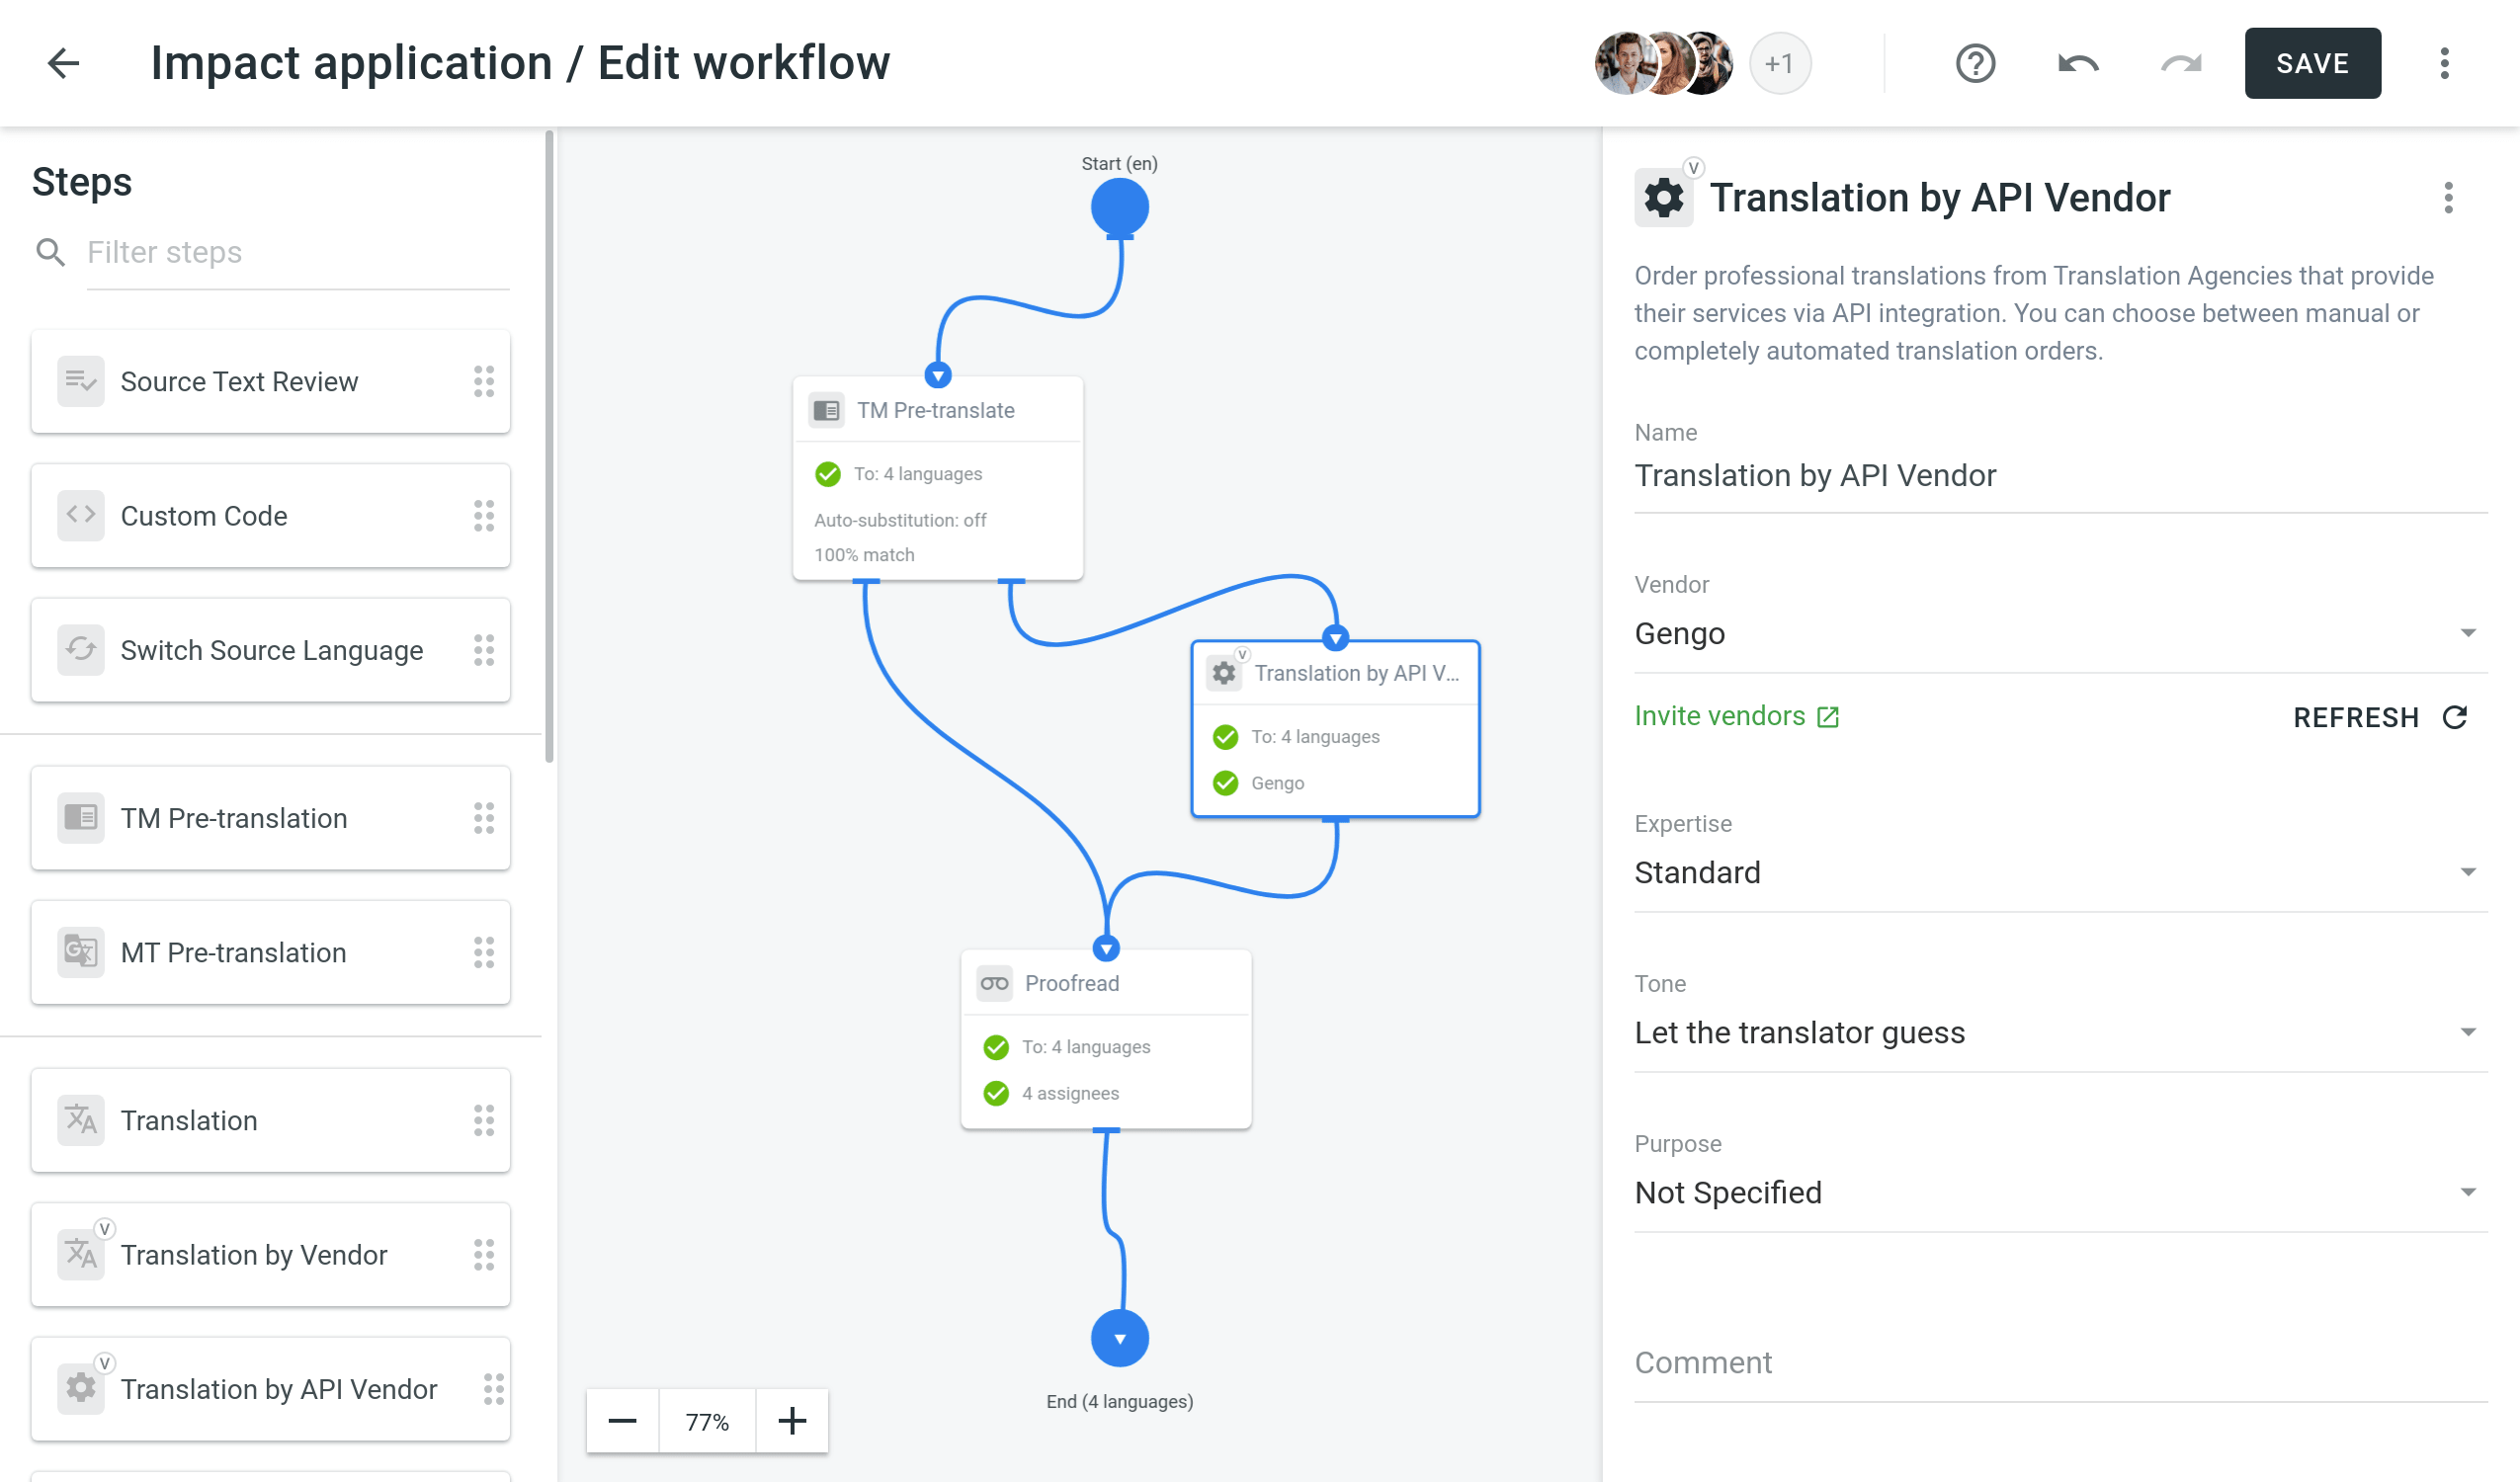 Impact application / Edit workflow
+1
SAVE
Steps
Filter steps
Source Text Review
Custom Code
Switch Source Language
TM Pre-translation
MT Pre-translation
Translation
V
Translation by Vendor
V
Translation by API Vendor
Start (en)
TM Pre-translate
To: 4 languages
Auto-substitution: off
100% match
V
Translation by API V...
To: 4 languages
Gengo
Proofread
To: 4 languages
4 assignees
End (4 languages)
77%
V
Translation by API Vendor
Order professional translations from Translation Agencies that provide
their services via API integration. You can choose between manual or
completely automated translation orders.
Name
Translation by API Vendor
Vendor
Gengo
Invite vendors
REFRESH
Expertise
Standard
Tone
Let the translator guess
Purpose
Not Specified
Comment